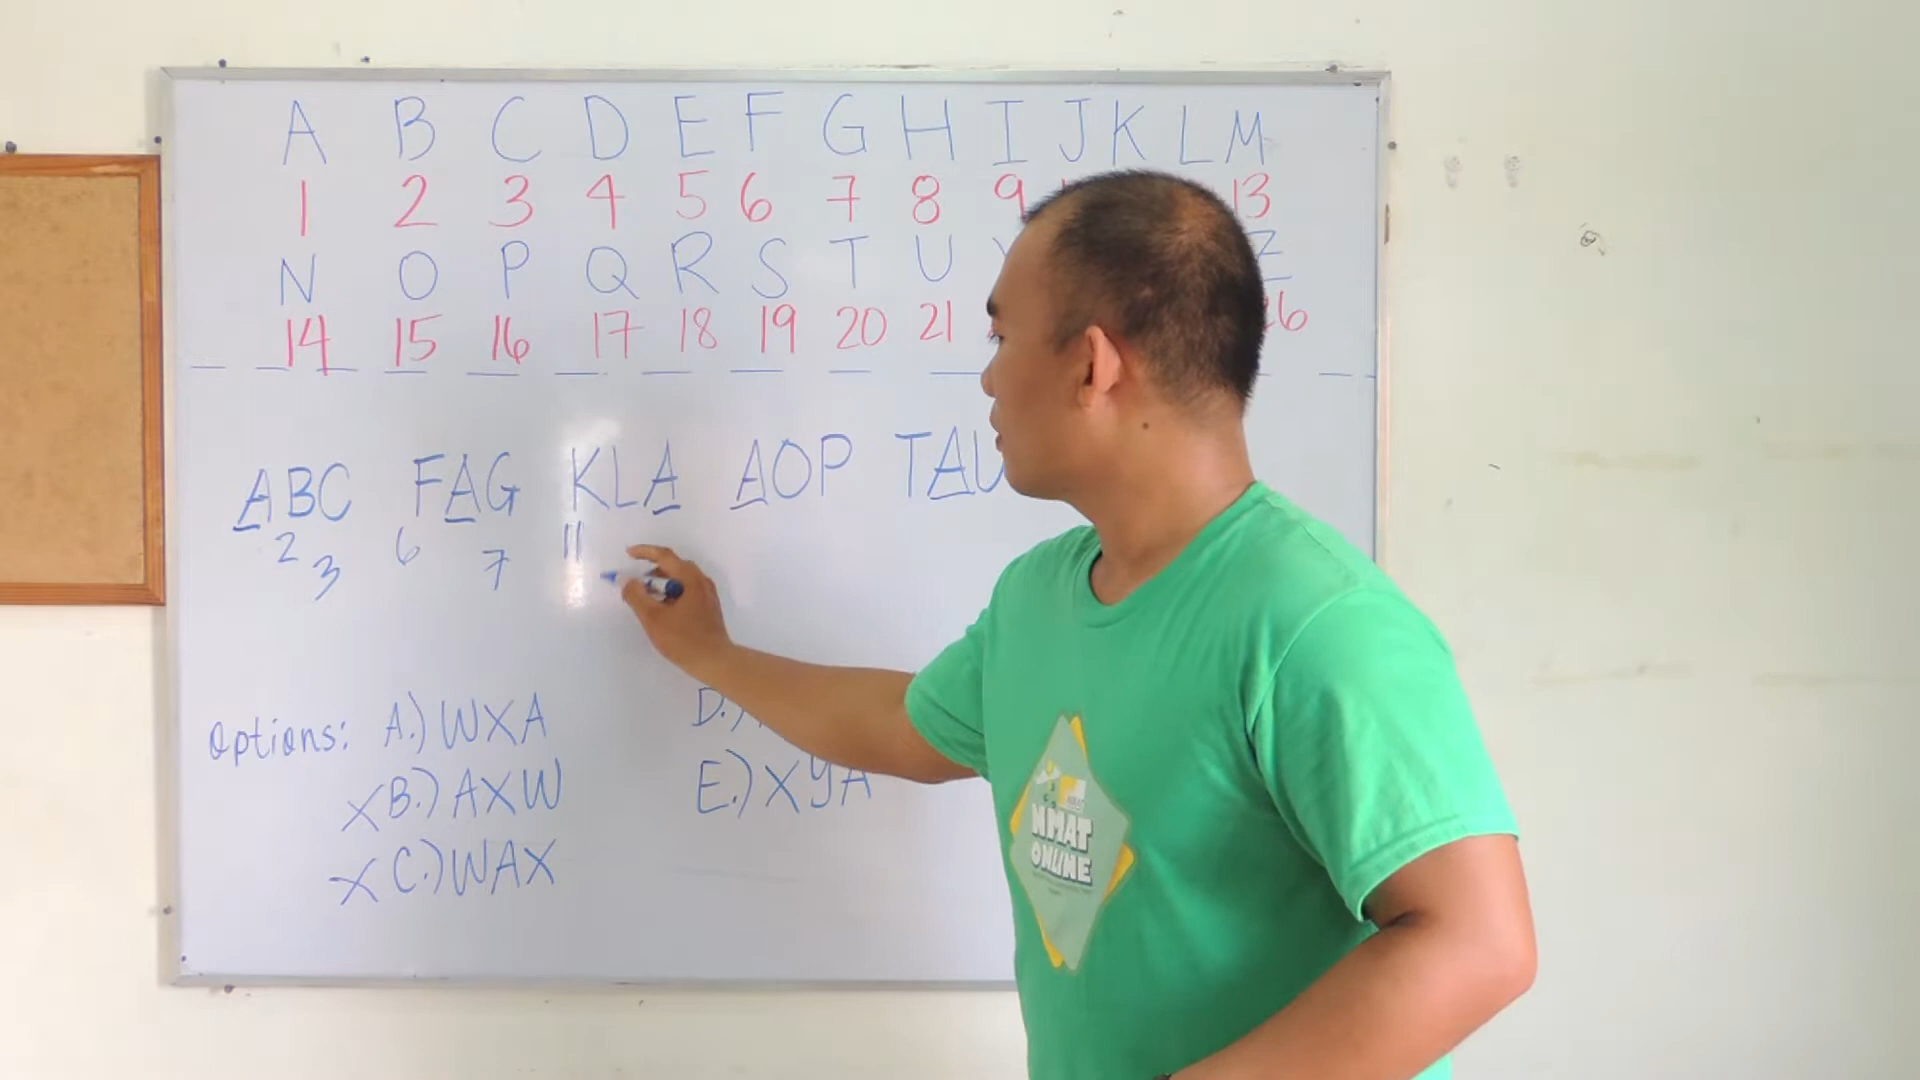 A B C D E F G H I J K L M
1 2 3 4 5 6 7 8 9 13
N O P Q R S T U Z
14 15 16 17 18 19 20 21 26
ABC FAG KLA AOP TAU
2 6 11
3 7
Options: A.) WXA D.)
X B.) AXW E.) XYA
X C.) WAX
NMAT
ONLINE